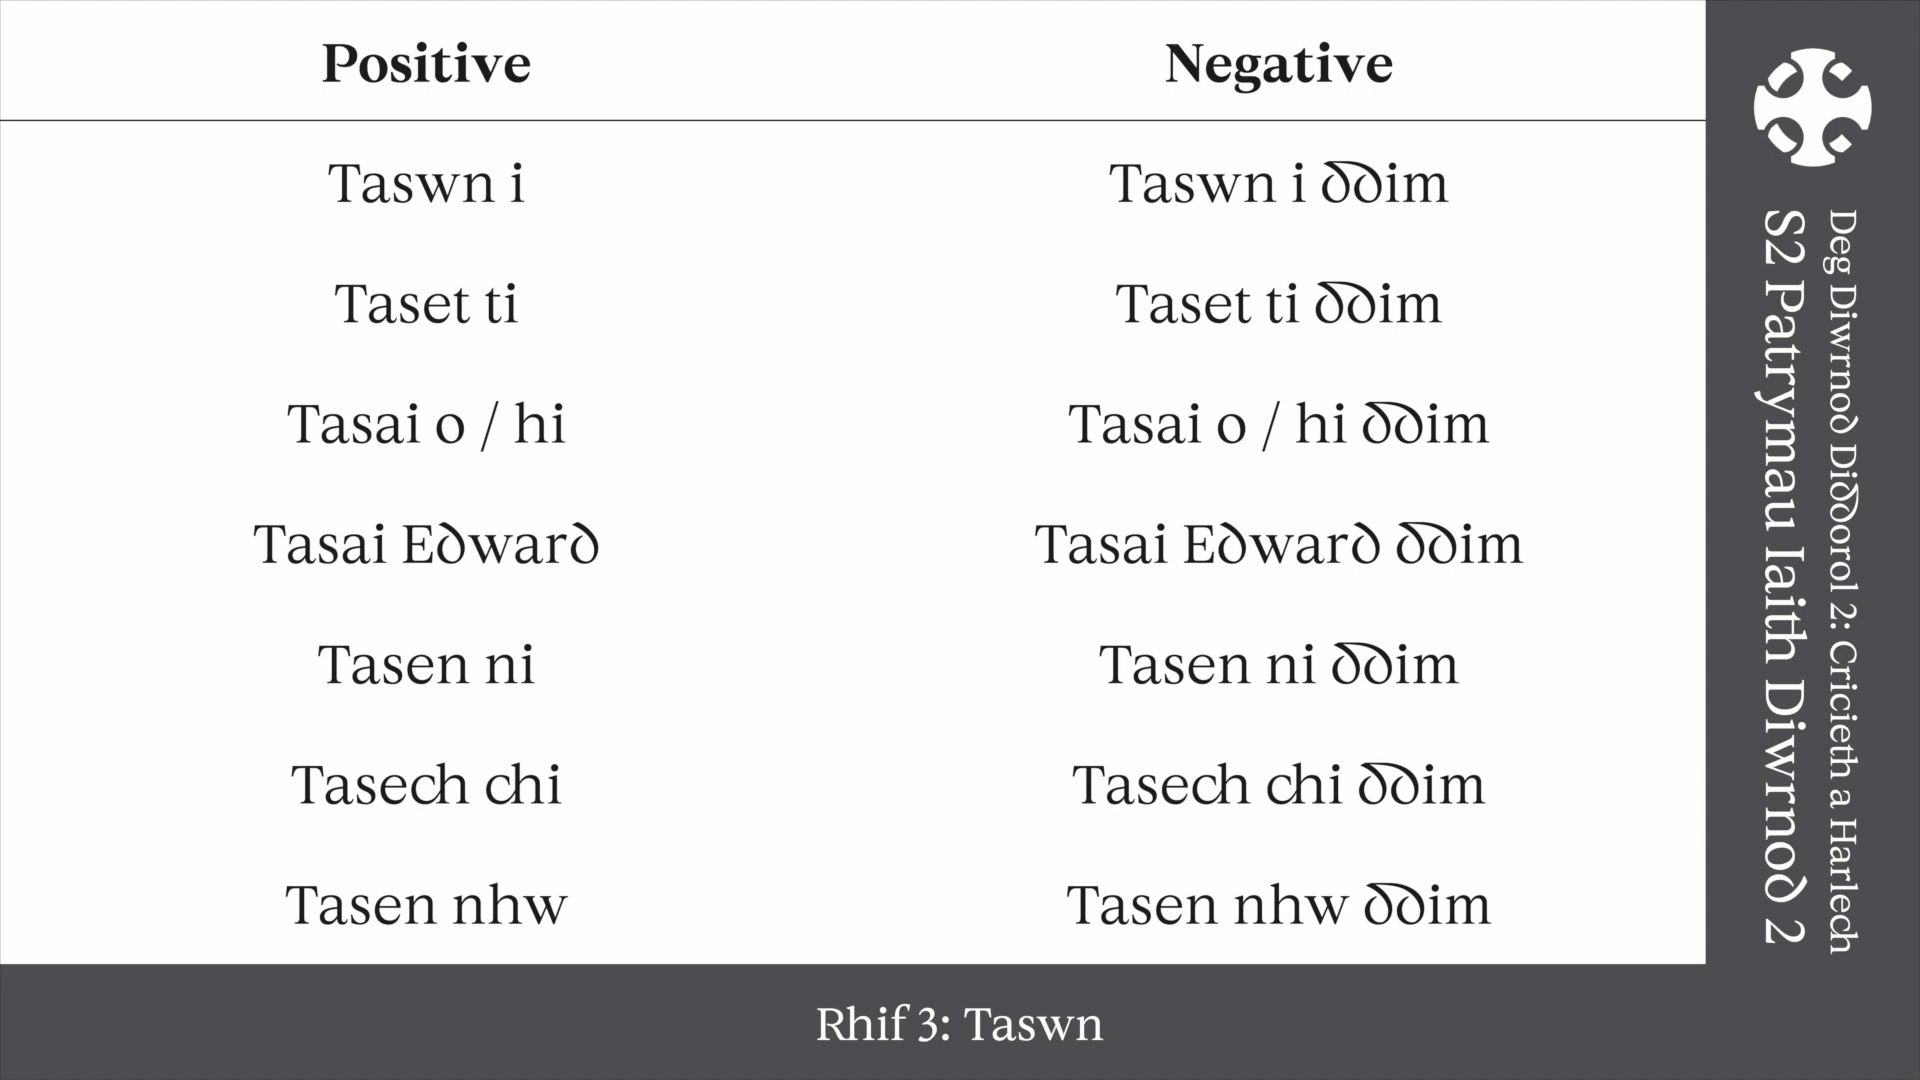 Positive Negative
Taswn i Taswn i ddim
Taset ti Taset ti ddim
Tasai o / hi Tasai o / hi ddim
Tasai Edward Tasai Edward ddim
Tasen ni Tasen ni ddim
Tasech chi Tasech chi ddim
Tasen nhw Tasen nhw ddim
Rhif 3: Taswn
Deg Diwrnod Diddorol 2: Cricieth a Harlech
S2 Patrymau Iaith Diwrnod 2